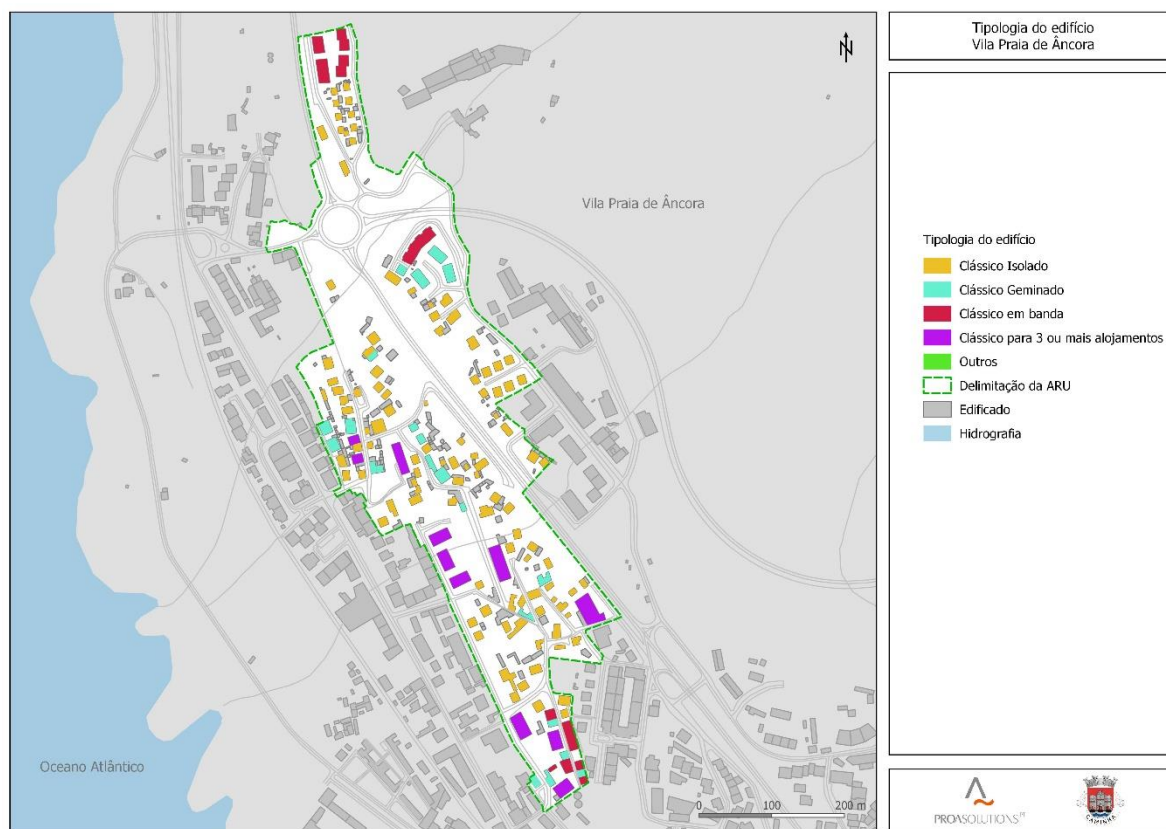 Tipologia do edifício
Vila Praia de Âncora
N
Vila Praia de Âncora
Tipologia do edifício
Clássico Isolado
Clássico Geminado
Clássico em banda
Clássico para 3 ou mais alojamentos
Outros
Delimitação da ARU
Edificado
Hidrografia
Oceano Atlântico
0 100 200 m
PROASOLUTIONS
CAMINHA